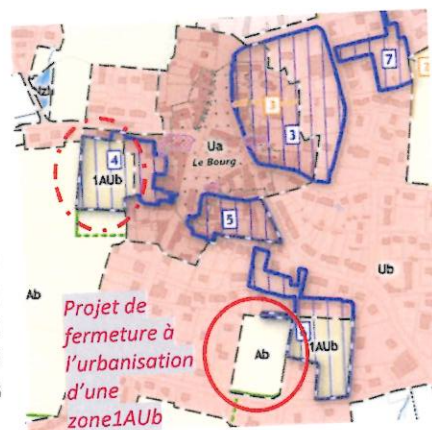 7
3
3
Ua
Le Bourg
4
1AUb
5
Ub
Ab
Ab
1AUb
Projet de
fermeture à
l'urbanisation
d'une
zone1AUb